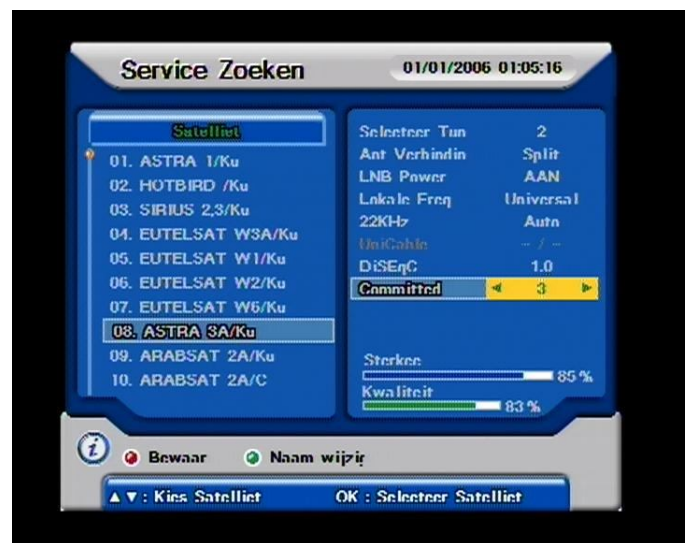 Service Zoeken
01/01/2006 01:05:16
Satelliet
01. ASTRA 1/Ku
02. HOTBIRD /Ku
03. SIRIUS 2,3/Ku
04. EUTELSAT W3A/Ku
05. EUTELSAT W1/Ku
06. EUTELSAT W2/Ku
07. EUTELSAT W6/Ku
08. ASTRA 3A/Ku
09. ARABSAT 2A/Ku
10. ARABSAT 2A/C
Selecteer Tun 2
Ant Verbindin Split
LNB Power AAN
Lokale Freq Universal
22KHz Auto
UniCable -- / --
DiSEqC 1.0
Committed ◀ 3 ▶
Sterkee
85 %
Kwaliteit
83 %
i Bewaar Naam wijzig
▲ ▼ : Kies Satelliet OK : Selecteer Satelliet